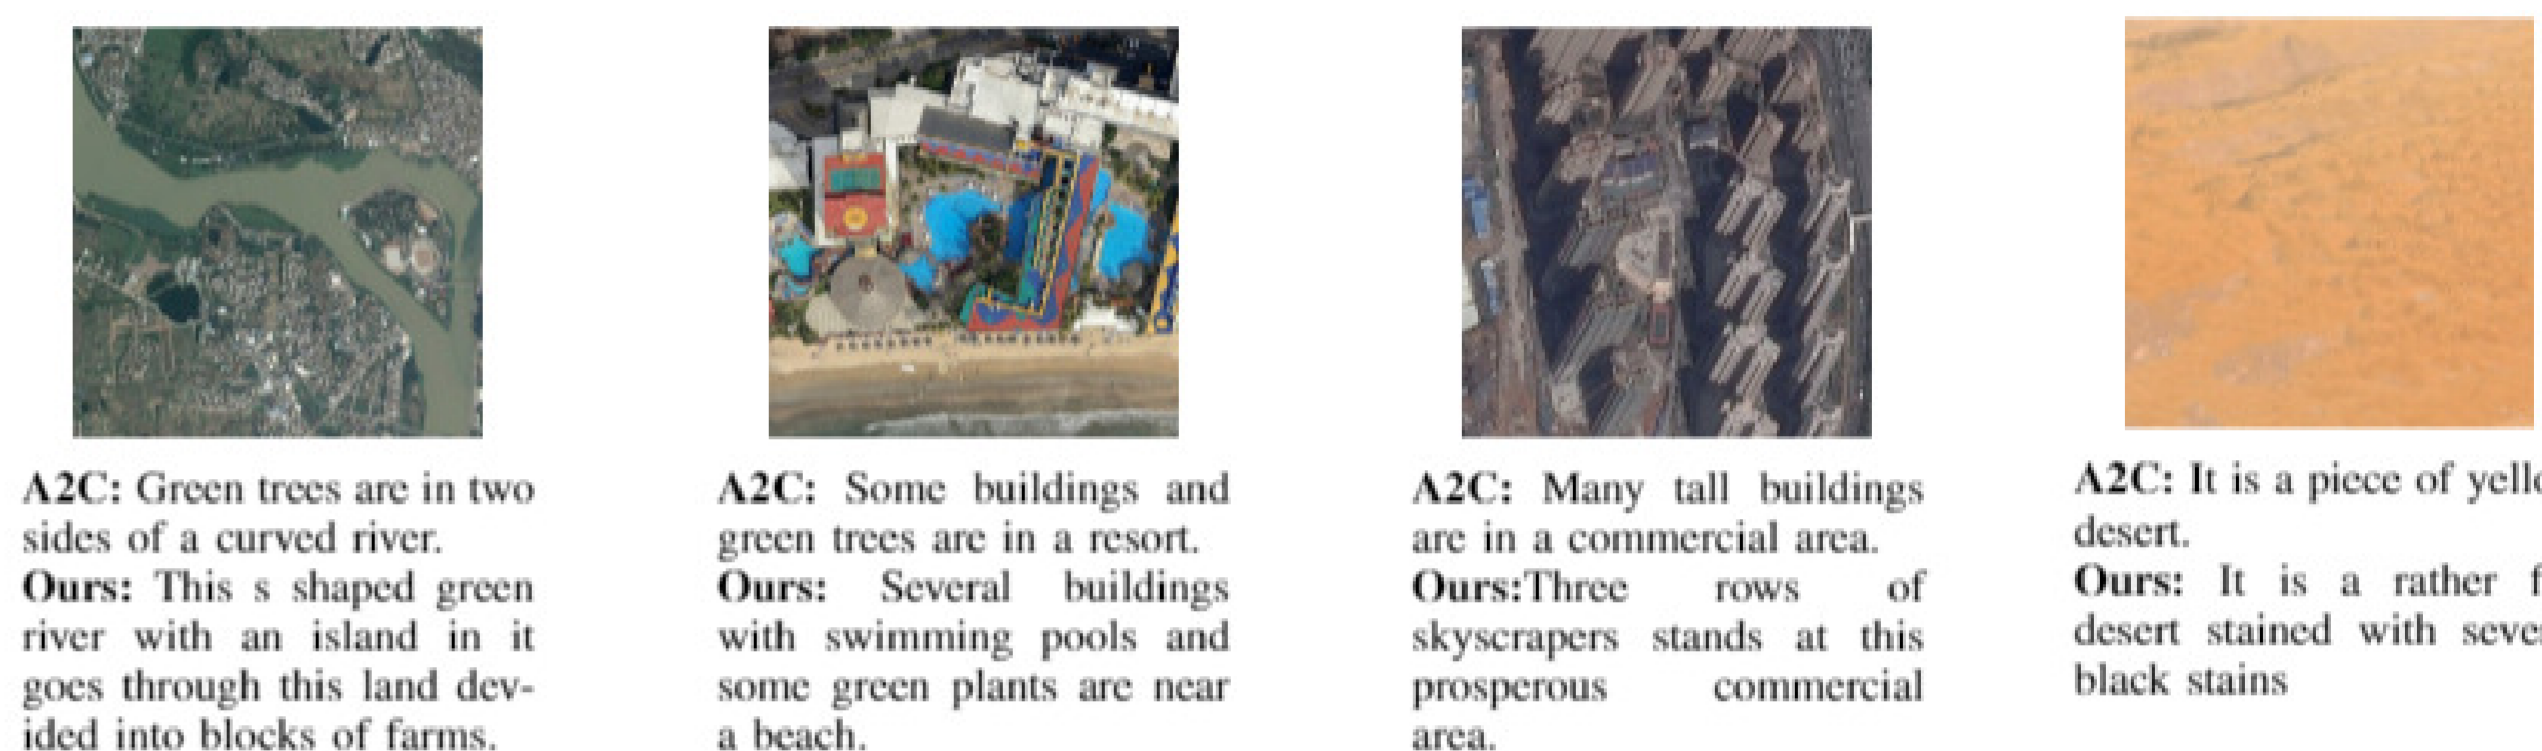 A2C: Green trees are in two
sides of a curved river.
Ours: This s shaped green
river with an island in it
goes through this land dev-
ided into blocks of farms.
A2C: Some buildings and
green trees are in a resort.
Ours: Several buildings
with swimming pools and
some green plants are near
a beach.
A2C: Many tall buildings
are in a commercial area.
Ours:Three rows of
skyscrapers stands at this
prosperous commercial
area.
A2C: It is a piece of
desert.
Ours: It is a rather
desert stained with
black stains